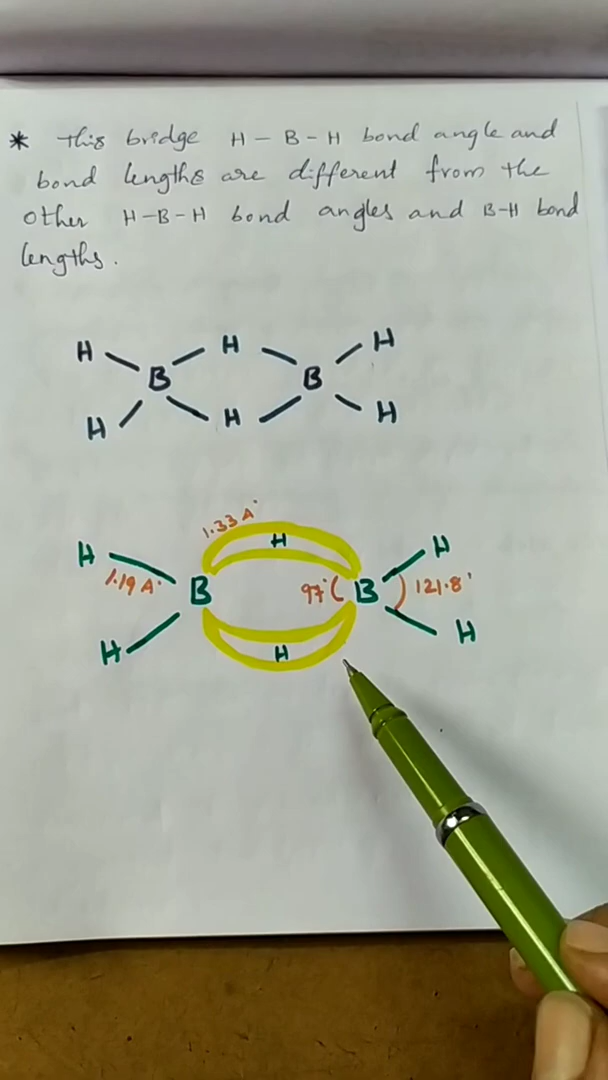 * This bridge H – B – H bond angle and
bond lengths are different from the
other H–B–H bond angles and B–H bond
lengths.
H H H
B B
H H H
1.33 A°
H H H
1.19 A° B 97° B 121.8°
H H H